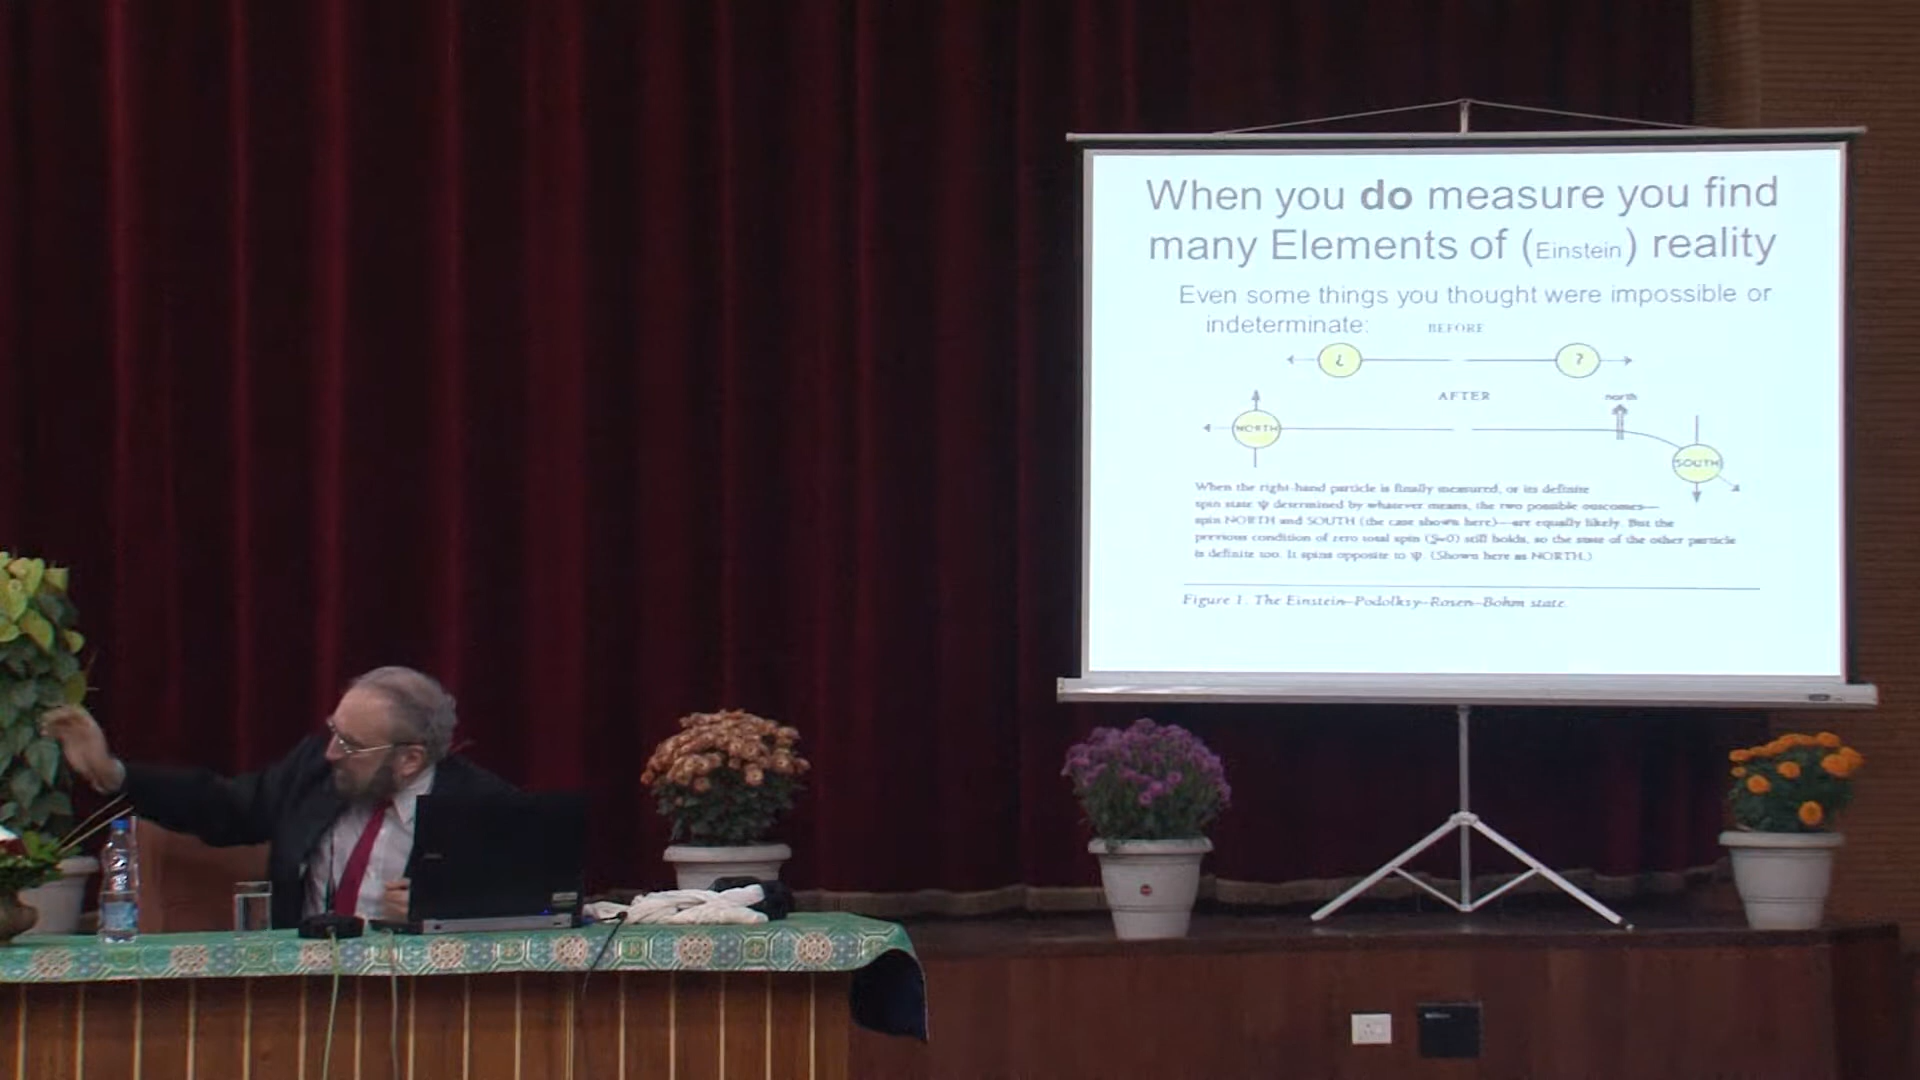 When you do measure you find
many Elements of (Einstein) reality
Even some things you thought were impossible or
indeterminate:
BEFORE
¿ ?
AFTER
north
NORTH
SOUTH
When the right-hand particle is finally measured, or its definite
spin state Ψ determined by whatever means, the two possible outcomes—
spin NORTH and SOUTH (the case shown here)—are equally likely. But the
previous condition of zero total spin (S=0) still holds, so the state of the other particle
is definite too. It spins opposite to Ψ. (Shown here as NORTH.)
Figure 1. The Einstein–Podolksy–Rosen–Bohm state.